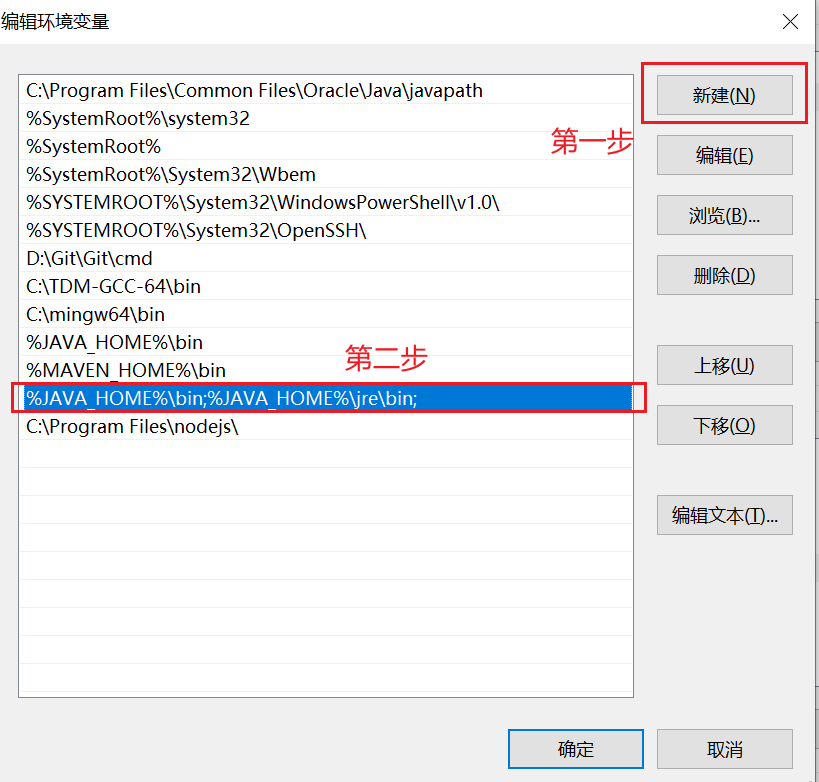 编辑环境变量
C:\Program Files\Common Files\Oracle\Java\javapath
新建(N)
%SystemRoot%\system32
第一步
%SystemRoot%
编辑(E)
%SystemRoot%\System32\Wbem
%SYSTEMROOT%\System32\WindowsPowerShell\v1.0\
浏览(B)...
%SYSTEMROOT%\System32\OpenSSH\
D:\Git\Git\cmd
删除(D)
C:\TDM-GCC-64\bin
C:\mingw64\bin
%JAVA_HOME%\bin
第二步
%MAVEN_HOME%\bin
上移(U)
%JAVA_HOME%\bin;%JAVA_HOME%\jre\bin;
C:\Program Files\nodejs\
下移(O)
编辑文本(T)...
确定
取消